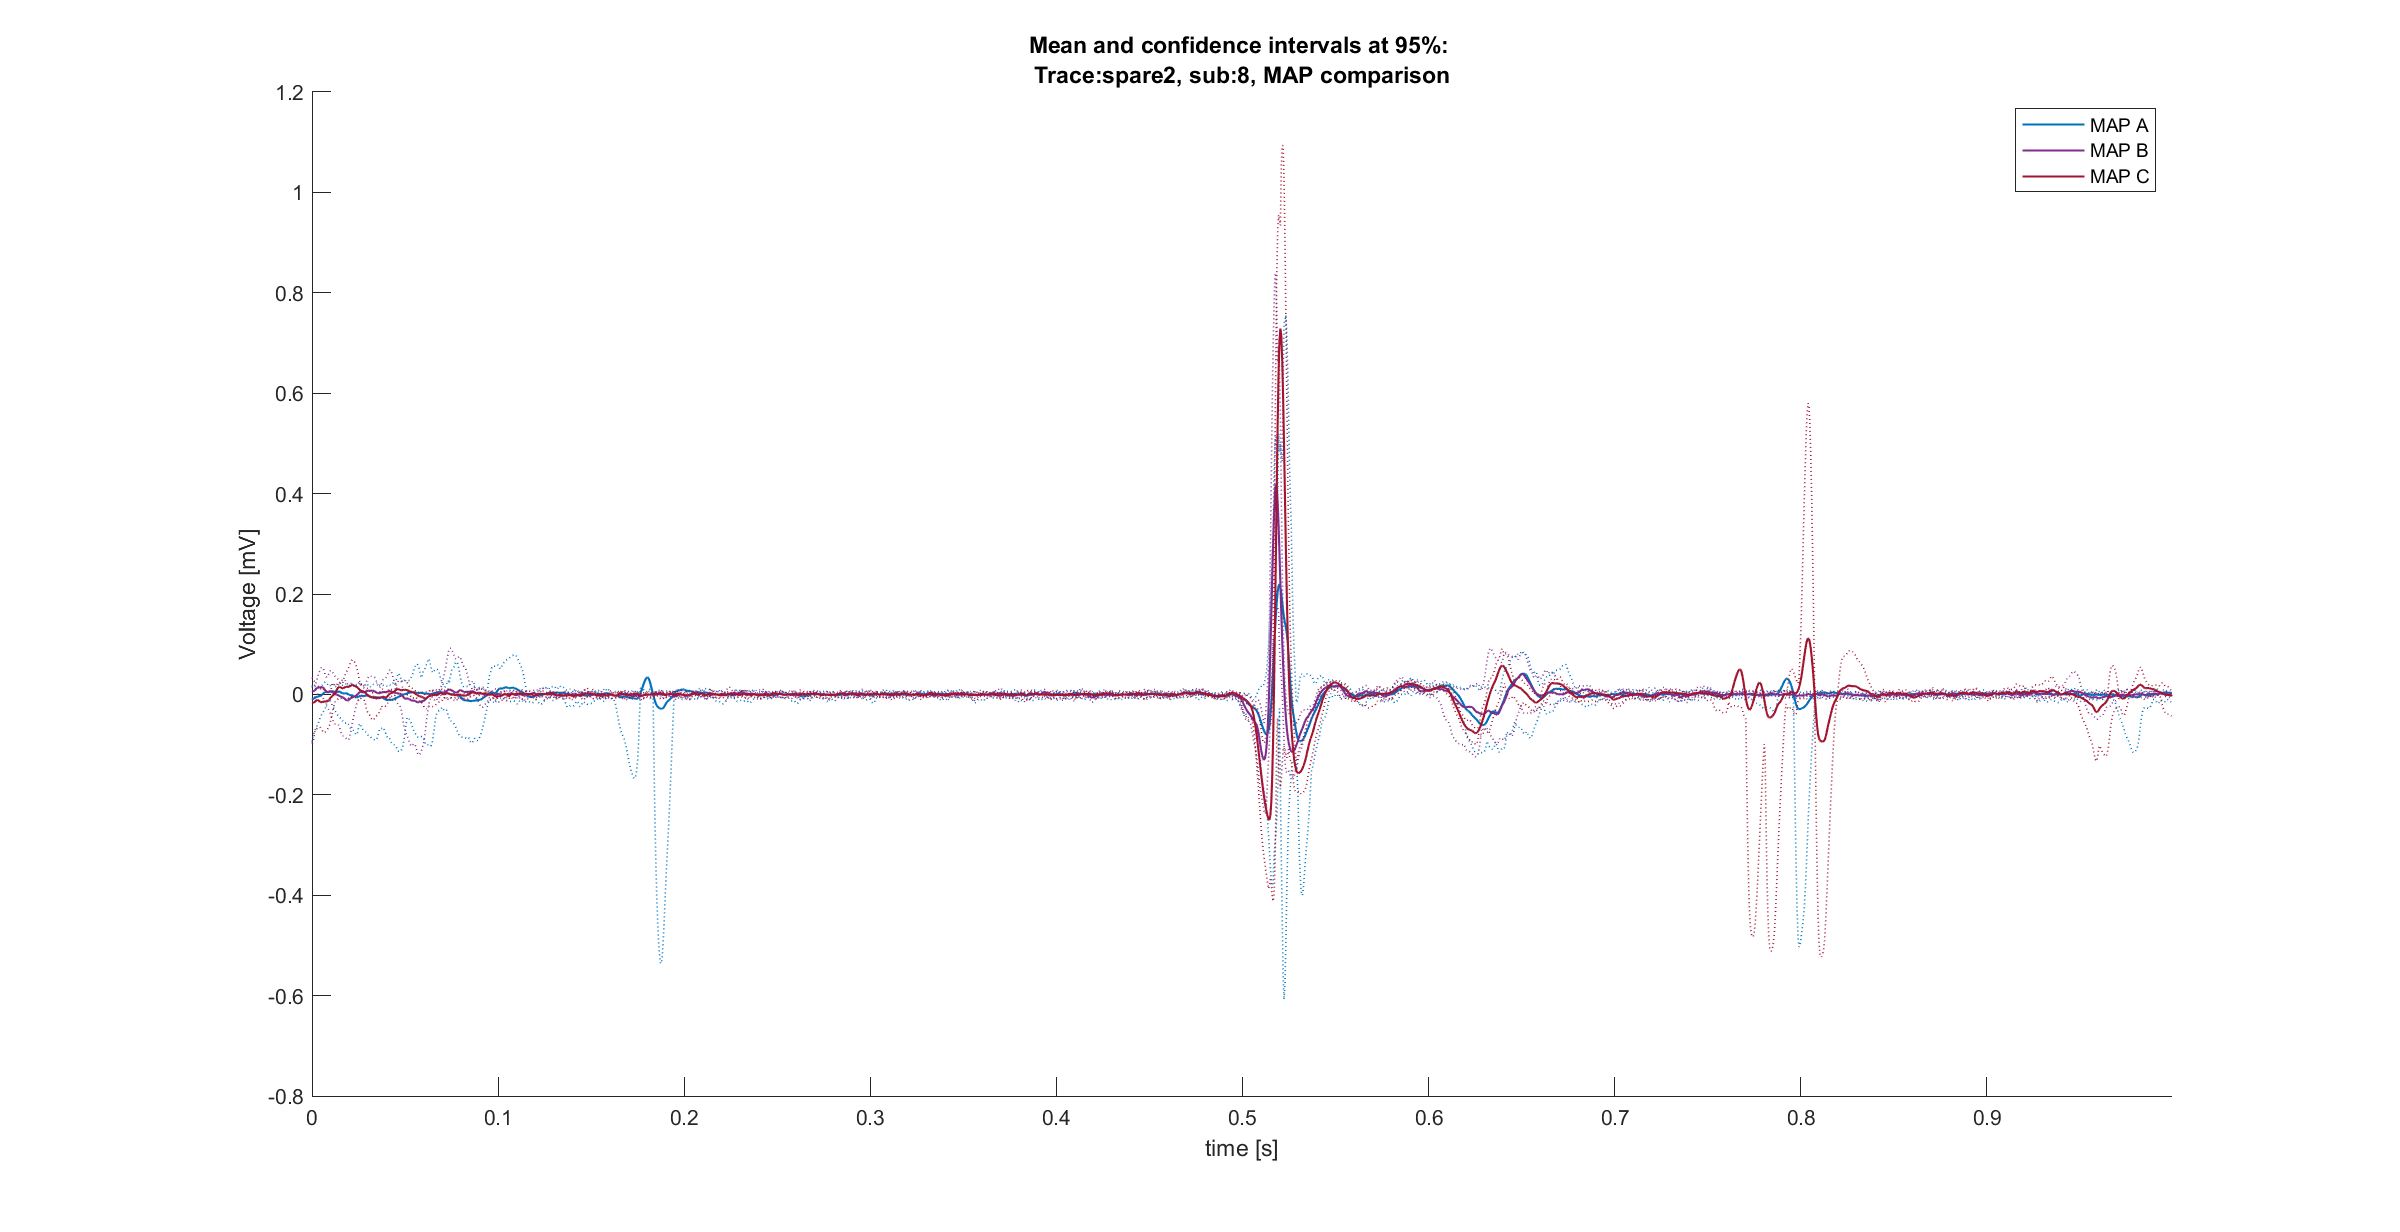 Mean and confidence intervals at 95%:
Trace:spare2, sub:8, MAP comparison
1.2
1
0.8
0.6
0.4
0.2
0
-0.2
-0.4
-0.6
-0.8
Voltage [mV]
MAP A
MAP B
MAP C
0 0.1 0.2 0.3 0.4 0.5 0.6 0.7 0.8 0.9
time [s]